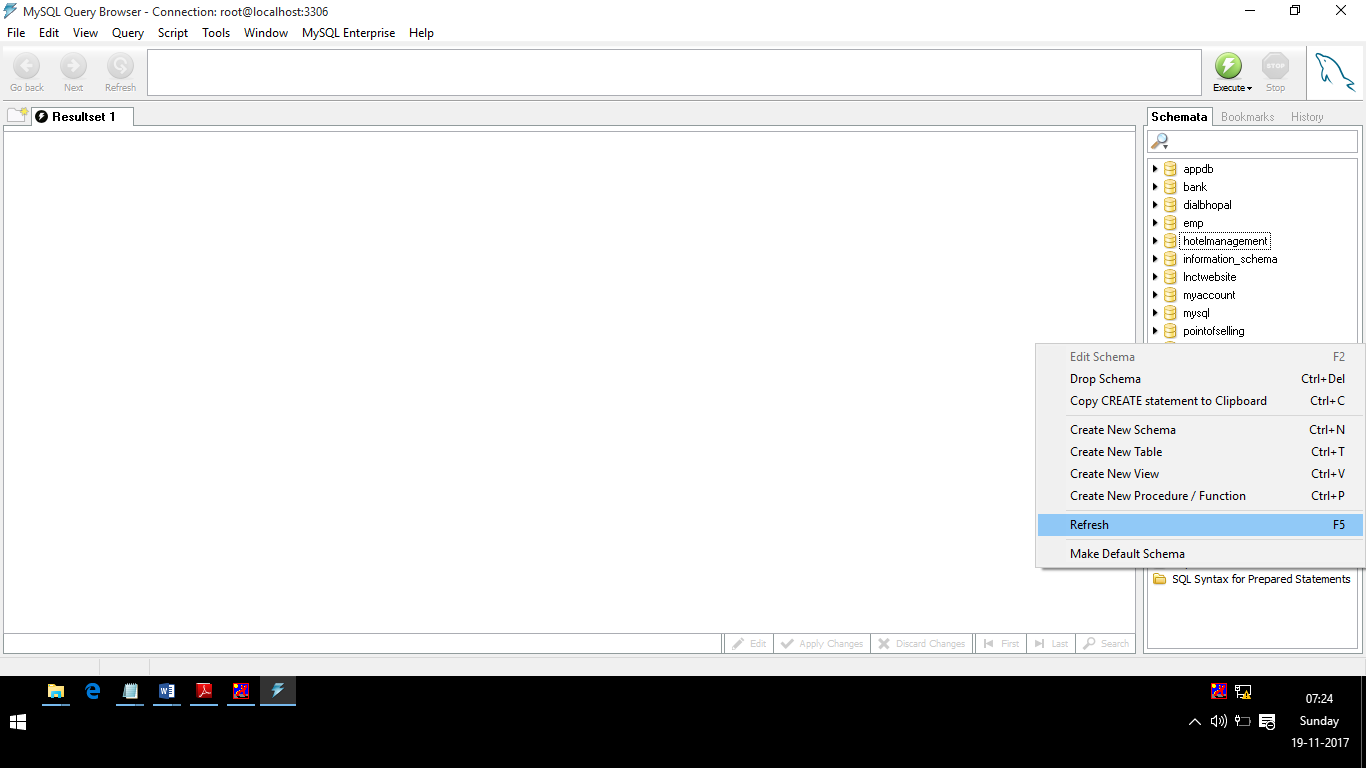 MySQL Query Browser - Connection: root@localhost:3306
File Edit View Query Script Tools Window MySQL Enterprise Help
Go back Next Refresh Execute STOP Stop
Resultset 1
Schemata Bookmarks History
appdb
bank
dialbhopal
emp
hotelmanagement
information_schema
lnctwebsite
myaccount
mysql
pointofselling
Edit Schema F2
Drop Schema Ctrl+Del
Copy CREATE statement to Clipboard Ctrl+C
Create New Schema Ctrl+N
Create New Table Ctrl+T
Create New View Ctrl+V
Create New Procedure / Function Ctrl+P
Refresh F5
Make Default Schema
SQL Syntax for Prepared Statements
Edit Apply Changes Discard Changes First Last Search
07:24
Sunday
19-11-2017